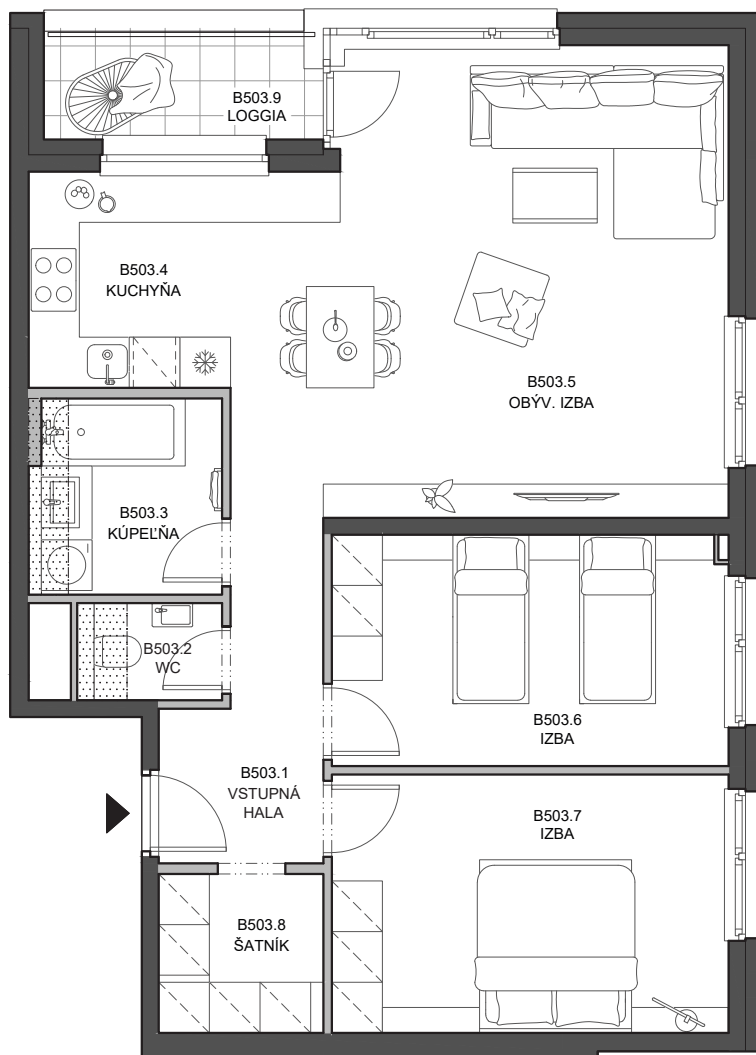 B503.9
LOGGIA
B503.4
KUCHYŇA
B503.5
OBÝV. IZBA
B503.3
KÚPEĽŇA
B503.2
WC
B503.6
IZBA
B503.1
VSTUPNÁ
HALA
B503.7
IZBA
B503.8
ŠATNÍK